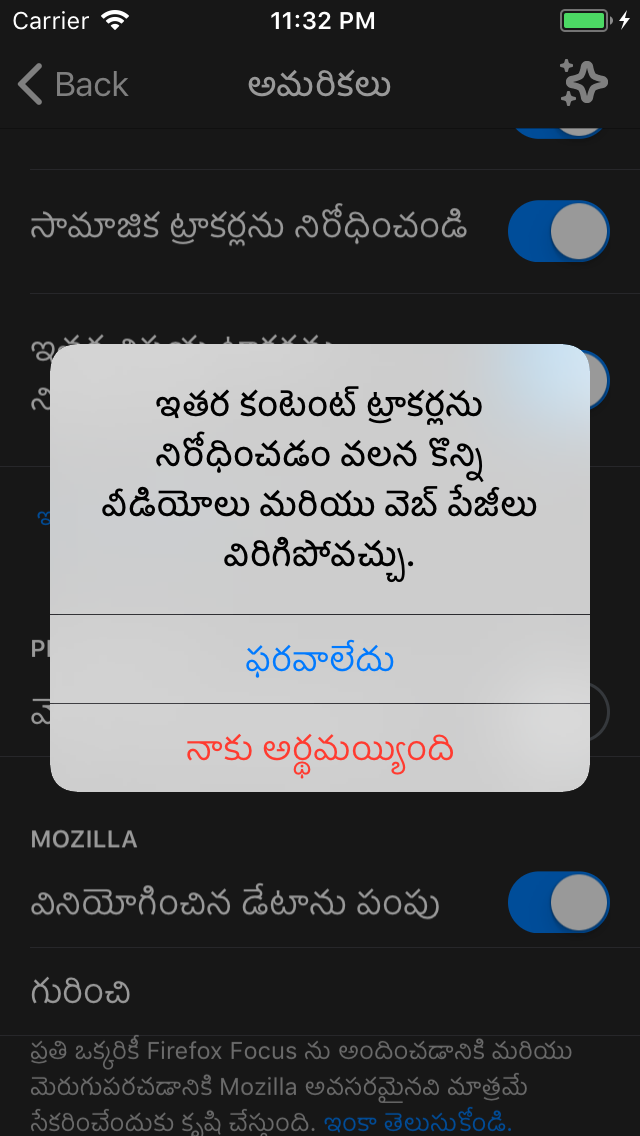 Carrier 11:32 PM
Back అమరికలు
సామాజిక ట్రాకర్లను నిరోధించండి
ఇతర కంటెంట్ ట్రాకర్లను
నిరోధించడం వలన కొన్ని
వీడియోలు మరియు వెబ్ పేజీలు
విరిగిపోవచ్చు.
ఫరవాలేదు
నాకు అర్థమయ్యింది
MOZILLA
వినియోగించిన డేటాను పంపు
గురించి
ప్రతి ఒక్కరికీ Firefox Focus ను అందించడానికి మరియు
మెరుగుపరచడానికి Mozilla అవసరమైనవి మాత్రమే
సేకరించేందుకు కృషి చేస్తుంది. ఇంకా తెలుసుకోండి.